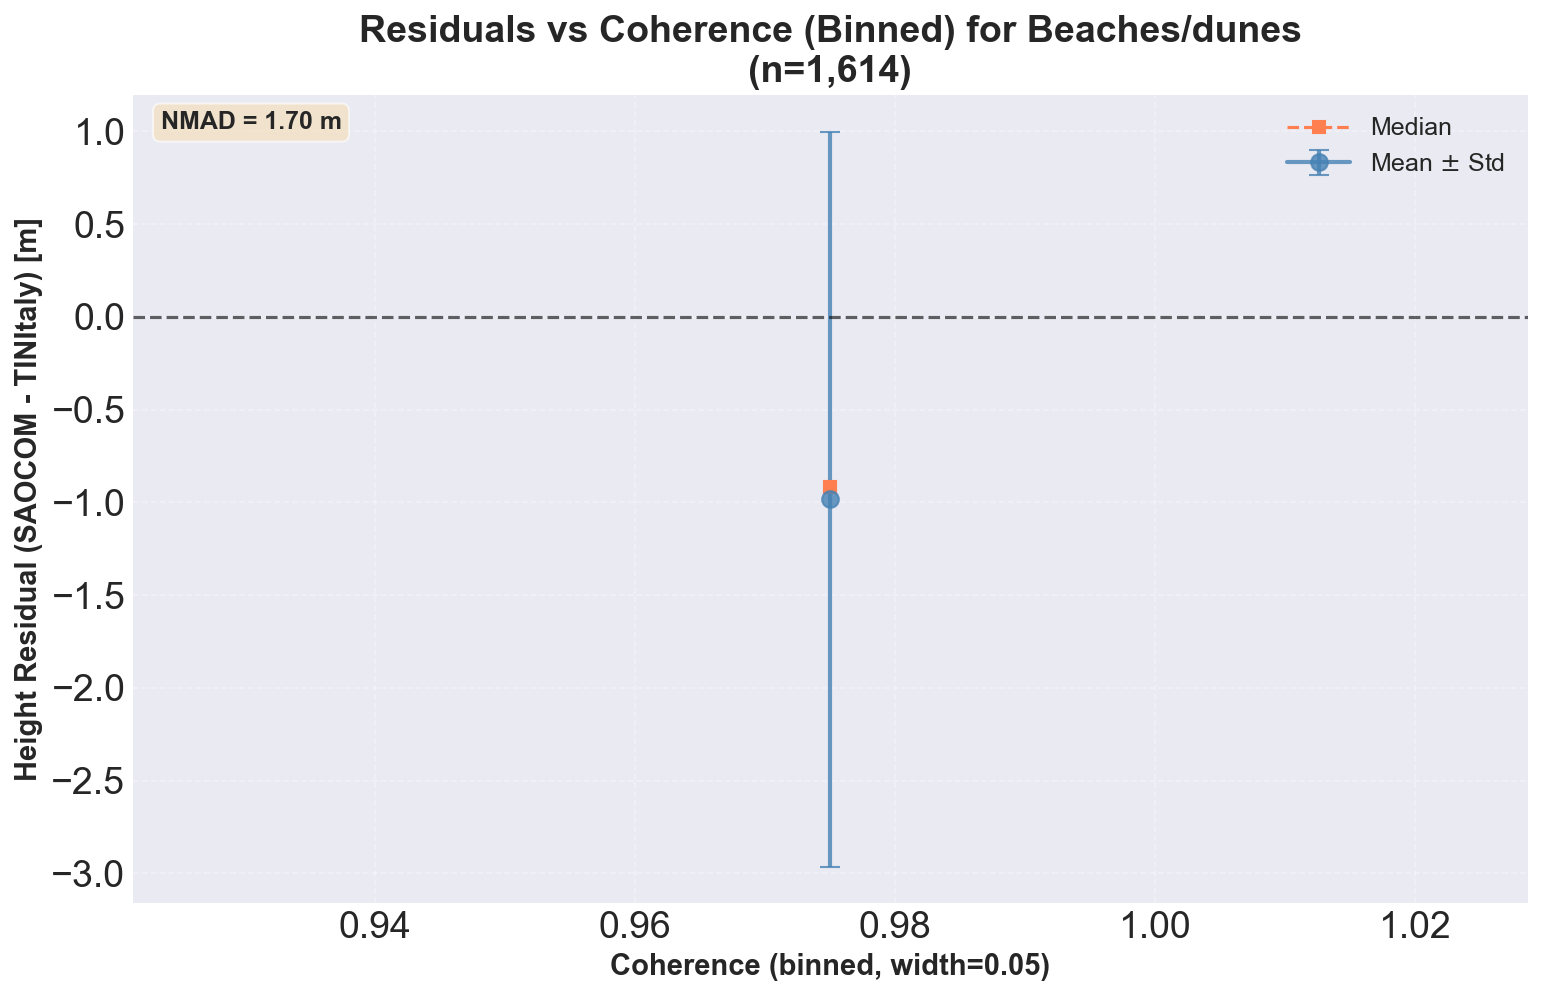 Residuals vs Coherence (Binned) for Beaches/dunes
(n=1,614)
NMAD = 1.70 m
Median
Mean ± Std
Height Residual (SAOCOM - TINItaly) [m]
1.0
0.5
0.0
−0.5
−1.0
−1.5
−2.0
−2.5
−3.0
0.94
0.96
0.98
1.00
1.02
Coherence (binned, width=0.05)